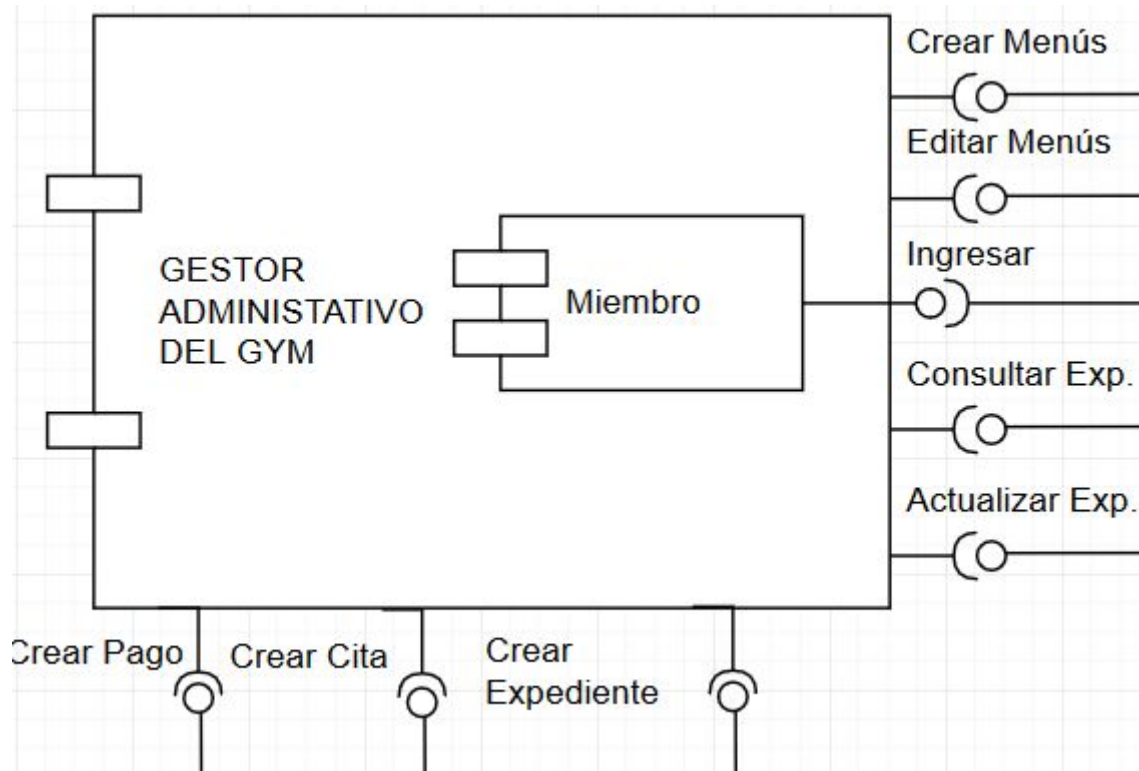 Crear Menús
Editar Menús
Ingresar
GESTOR
ADMINISTATIVO
DEL GYM
Miembro
Consultar Exp.
Actualizar Exp.
Crear Pago
Crear Cita
Crear
Expediente